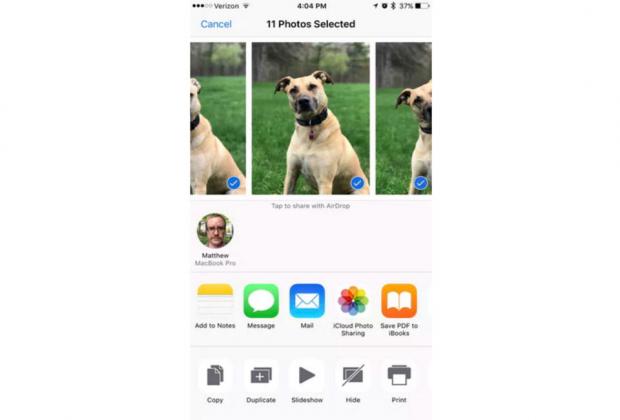 Verizon 4:04 PM 37%
Cancel 11 Photos Selected
Tap to share with AirDrop
Matthew
MacBook Pro
Add to Notes Message Mail iCloud Photo Sharing Save PDF to iBooks
Copy Duplicate Slideshow Hide Print